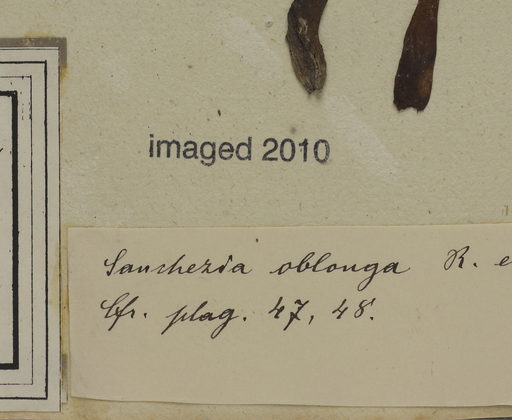 imaged 2010
Sanchezia oblonga R. e
Cfr. plag. 47, 48.